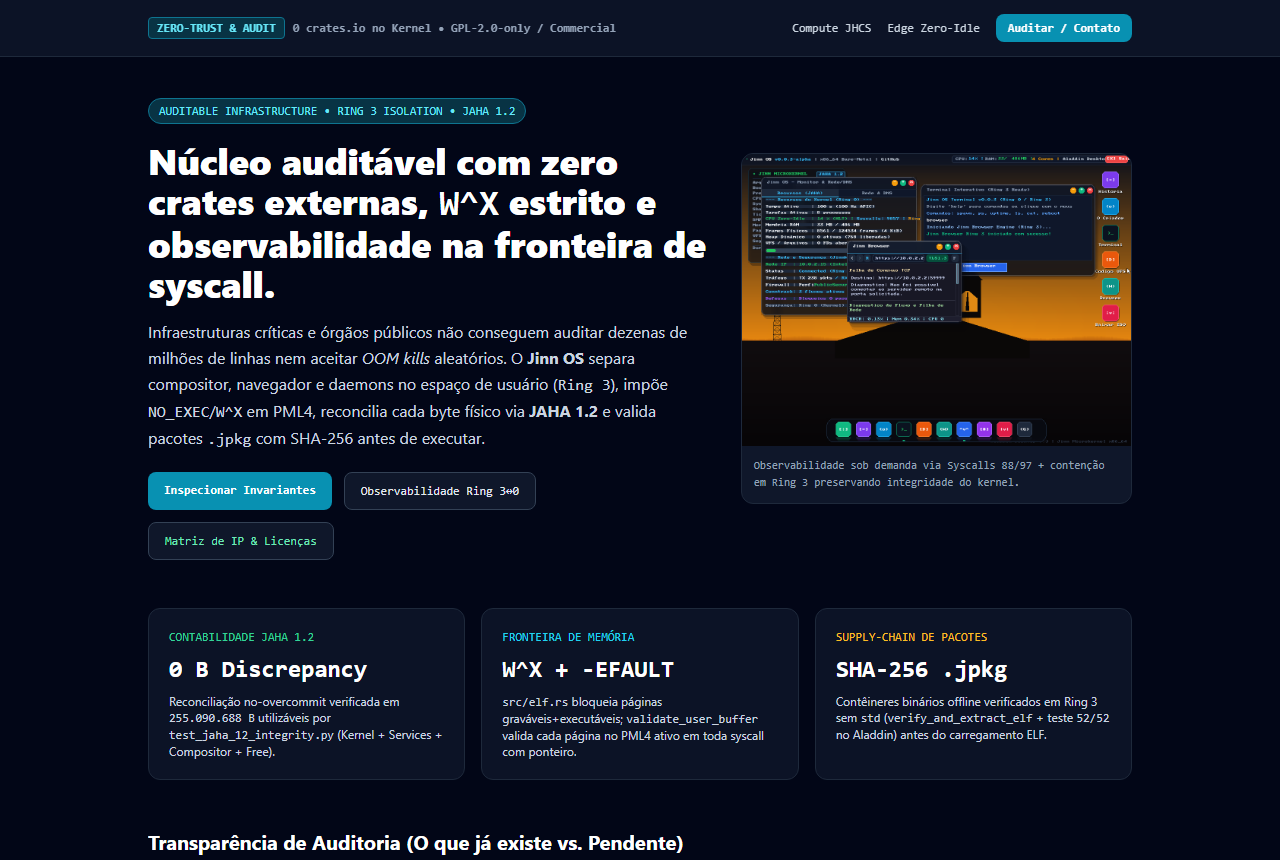 ZERO-TRUST & AUDIT 0 crates.io no Kernel • GPL-2.0-only / Commercial
Compute JHCS Edge Zero-Idle Auditar / Contato
AUDITABLE INFRASTRUCTURE • RING 3 ISOLATION • JAHA 1.2
Núcleo auditável com zero
crates externas, W^X estrito e
observabilidade na fronteira de
syscall.
Infraestruturas críticas e órgãos públicos não conseguem auditar dezenas de
milhões de linhas nem aceitar OOM kills aleatórios. O Jinn OS separa
compositor, navegador e daemons no espaço de usuário (Ring 3), impõe
NO_EXEC/W^X em PML4, reconcilia cada byte físico via JAHA 1.2 e valida
pacotes .jpkg com SHA-256 antes de executar.
Inspecionar Invariantes
Observabilidade Ring 3↔0
Matriz de IP & Licenças
Jinn OS - Monitor & Rede/DNS
Terminal Interativo (Ring 3 Nesh)
Jinn Browser
Observabilidade sob demanda via Syscalls 88/97 + contenção
em Ring 3 preservando integridade do kernel.
CONTABILIDADE JAHA 1.2
0 B Discrepancy
Reconciliação no-overcommit verificada em
255.090.688 B utilizáveis por
test_jaha_12_integrity.py (Kernel + Services +
Compositor + Free).
FRONTEIRA DE MEMÓRIA
W^X + -EFAULT
src/elf.rs bloqueia páginas
graváveis+executáveis; validate_user_buffer
valida cada página no PML4 ativo em toda syscall
com ponteiro.
SUPPLY-CHAIN DE PACOTES
SHA-256 .jpkg
Contêineres binários offline verificados em Ring 3
sem std (verify_and_extract_elf + teste 52/52
no Aladdin) antes do carregamento ELF.
Transparência de Auditoria (O que já existe vs. Pendente)